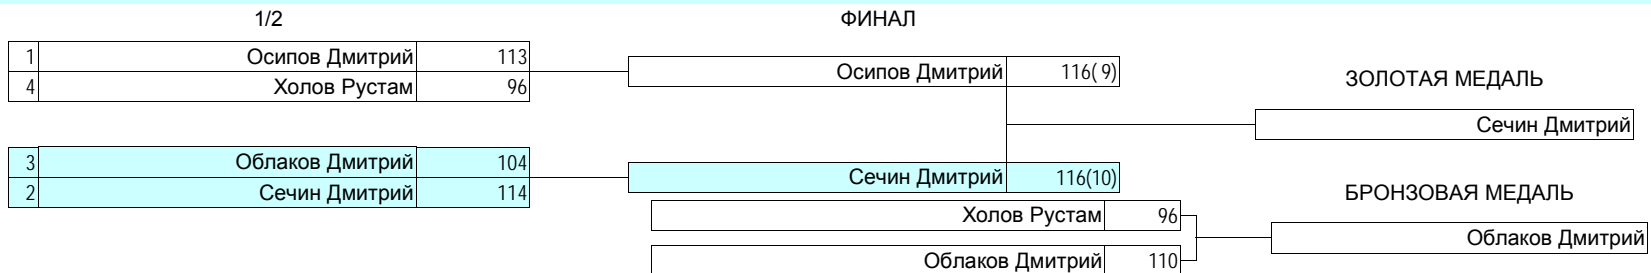 1/2 ФИНАЛ
1 Осипов Дмитрий 113
Осипов Дмитрий 116( 9)
4 Холов Рустам 96
ЗОЛОТАЯ МЕДАЛЬ
Сечин Дмитрий
3 Облаков Дмитрий 104
Сечин Дмитрий 116(10)
2 Сечин Дмитрий 114
БРОНЗОВАЯ МЕДАЛЬ
Холов Рустам 96
Облаков Дмитрий
Облаков Дмитрий 110